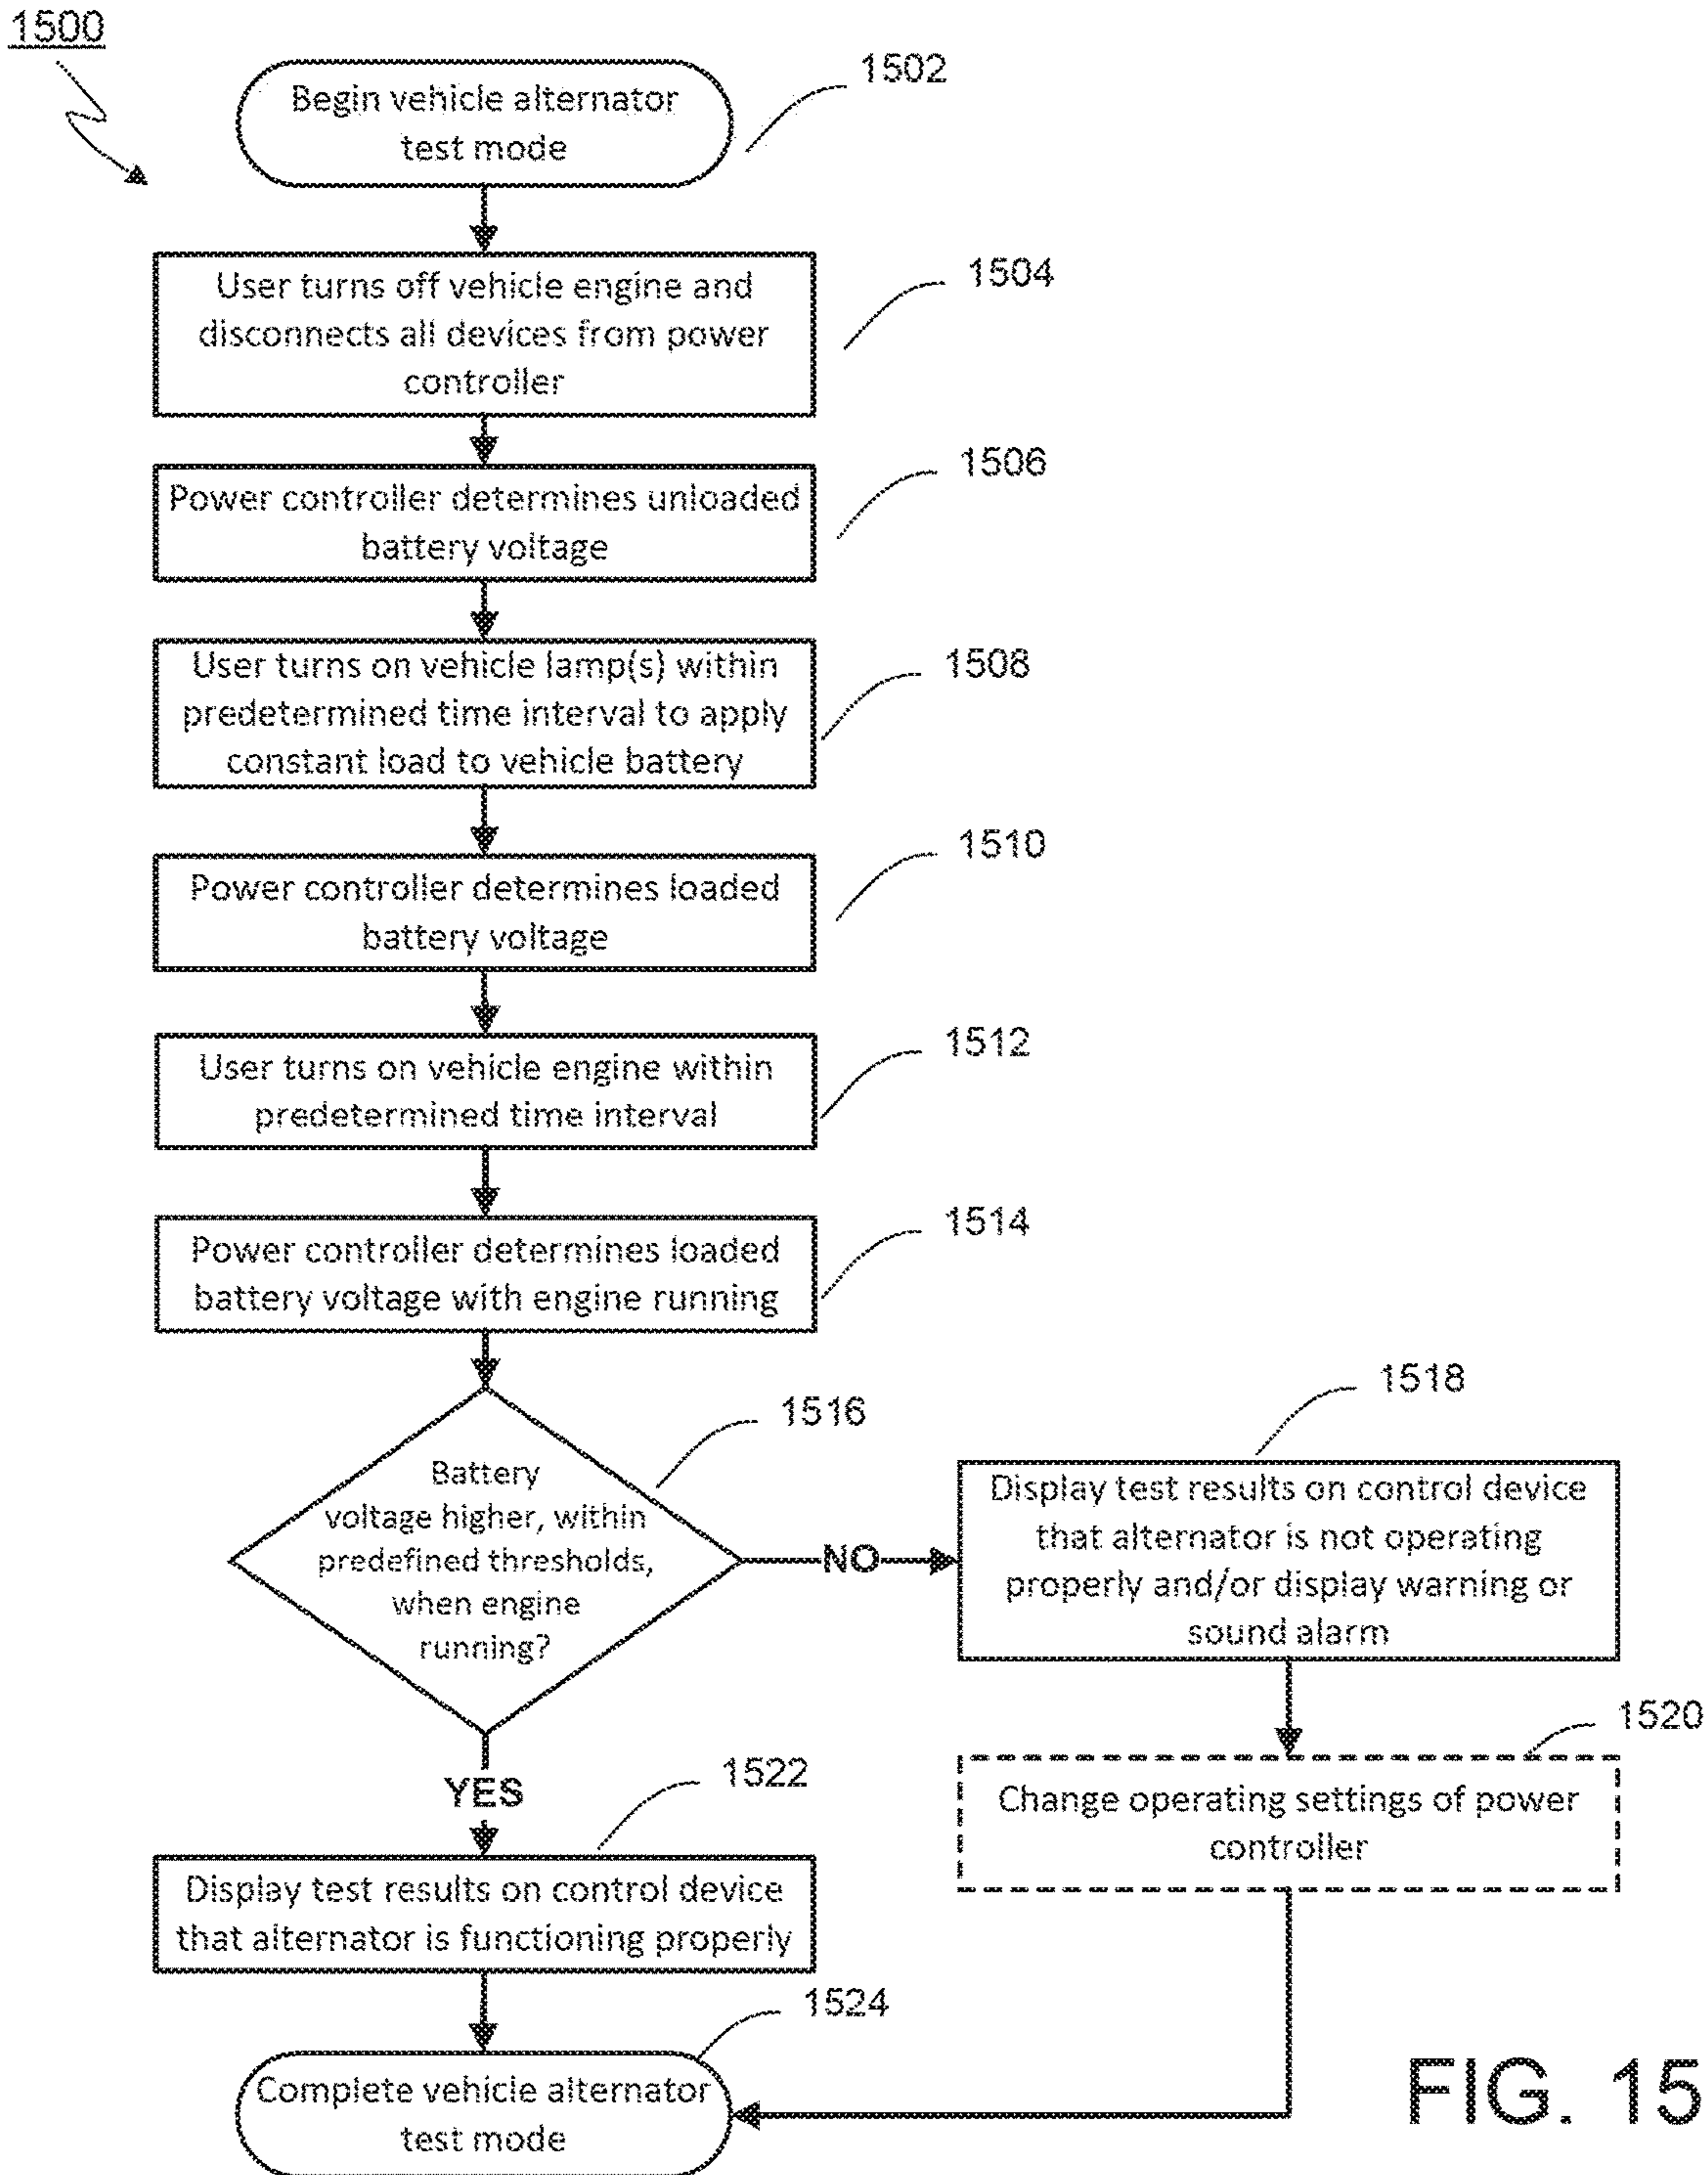 1500
Begin vehicle alternator
test mode
1502
User turns off vehicle engine and
disconnects all devices from power
controller
1504
Power controller determines unloaded
battery voltage
1506
User turns on vehicle lamp(s) within
predetermined time interval to apply
constant load to vehicle battery
1508
Power controller determines loaded
battery voltage
1510
User turns on vehicle engine within
predetermined time interval
1512
Power controller determines loaded
battery voltage with engine running
1514
Battery
voltage higher, within
predefined thresholds,
when engine
running?
1516
NO
Display test results on control device
that alternator is not operating
properly and/or display warning or
sound alarm
1518
Change operating settings of power
controller
1520
YES
Display test results on control device
that alternator is functioning properly
1522
Complete vehicle alternator
test mode
1524
FIG. 15